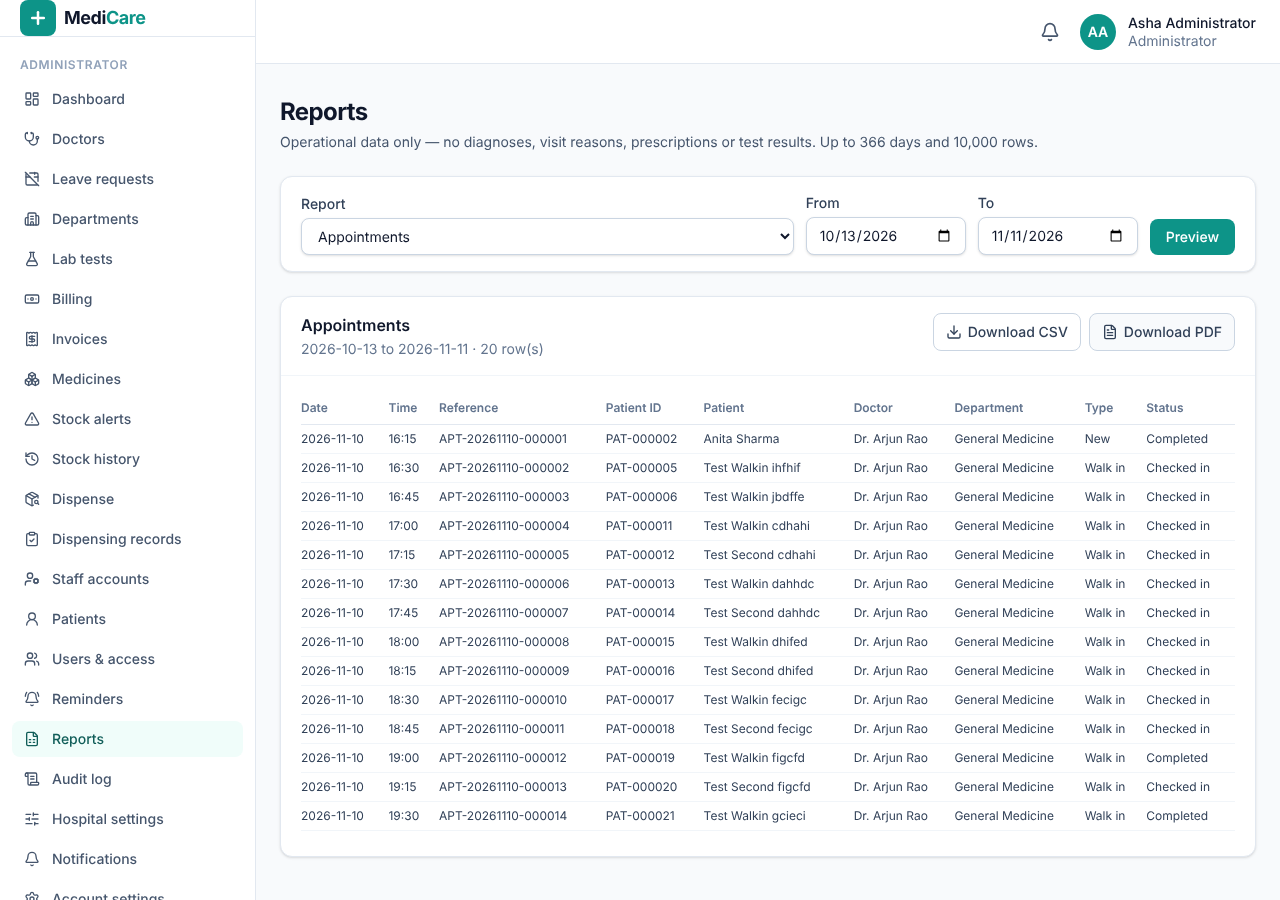 MediCare
Asha Administrator
AA
Administrator
ADMINISTRATOR
Dashboard
Doctors
Leave requests
Departments
Lab tests
Billing
Invoices
Medicines
Stock alerts
Stock history
Dispense
Dispensing records
Staff accounts
Patients
Users & access
Reminders
Reports
Audit log
Hospital settings
Notifications
Account settings
Reports
Operational data only — no diagnoses, visit reasons, prescriptions or test results. Up to 366 days and 10,000 rows.
Report From To
Appointments 10/13/2026 11/11/2026 Preview
Appointments
2026-10-13 to 2026-11-11 · 20 row(s)
Download CSV Download PDF
Date Time Reference Patient ID Patient Doctor Department Type Status
2026-11-10 16:15 APT-20261110-000001 PAT-000002 Anita Sharma Dr. Arjun Rao General Medicine New Completed
2026-11-10 16:30 APT-20261110-000002 PAT-000005 Test Walkin ihfhif Dr. Arjun Rao General Medicine Walk in Checked in
2026-11-10 16:45 APT-20261110-000003 PAT-000006 Test Walkin jbdffe Dr. Arjun Rao General Medicine Walk in Checked in
2026-11-10 17:00 APT-20261110-000004 PAT-000011 Test Walkin cdhahi Dr. Arjun Rao General Medicine Walk in Checked in
2026-11-10 17:15 APT-20261110-000005 PAT-000012 Test Second cdhahi Dr. Arjun Rao General Medicine Walk in Checked in
2026-11-10 17:30 APT-20261110-000006 PAT-000013 Test Walkin dahhdc Dr. Arjun Rao General Medicine Walk in Checked in
2026-11-10 17:45 APT-20261110-000007 PAT-000014 Test Second dahhdc Dr. Arjun Rao General Medicine Walk in Checked in
2026-11-10 18:00 APT-20261110-000008 PAT-000015 Test Walkin dhifed Dr. Arjun Rao General Medicine Walk in Checked in
2026-11-10 18:15 APT-20261110-000009 PAT-000016 Test Second dhifed Dr. Arjun Rao General Medicine Walk in Checked in
2026-11-10 18:30 APT-20261110-000010 PAT-000017 Test Walkin fecigc Dr. Arjun Rao General Medicine Walk in Checked in
2026-11-10 18:45 APT-20261110-000011 PAT-000018 Test Second fecigc Dr. Arjun Rao General Medicine Walk in Checked in
2026-11-10 19:00 APT-20261110-000012 PAT-000019 Test Walkin figcfd Dr. Arjun Rao General Medicine Walk in Completed
2026-11-10 19:15 APT-20261110-000013 PAT-000020 Test Second figcfd Dr. Arjun Rao General Medicine Walk in Checked in
2026-11-10 19:30 APT-20261110-000014 PAT-000021 Test Walkin gcieci Dr. Arjun Rao General Medicine Walk in Completed